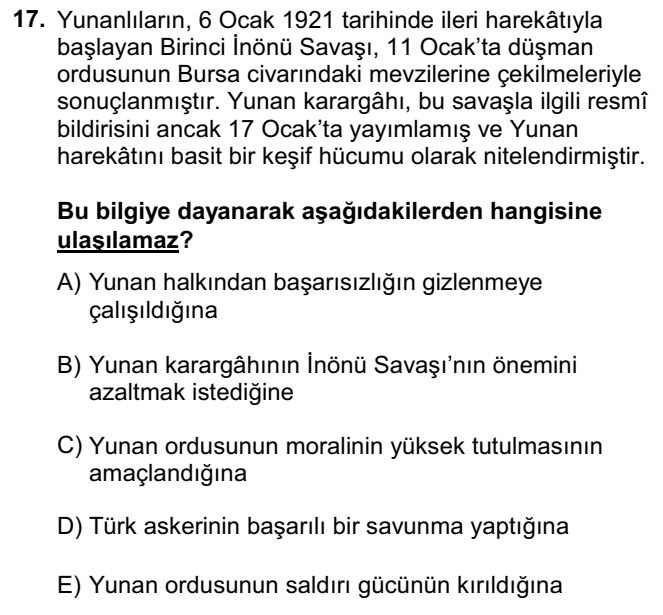 17. Yunanlıların, 6 Ocak 1921 tarihinde ileri harekâtıyla
başlayan Birinci İnönü Savaşı, 11 Ocak’ta düşman
ordusunun Bursa civarındaki mevzilerine çekilmeleriyle
sonuçlanmıştır. Yunan karargâhı, bu savaşla ilgili resmî
bildirisini ancak 17 Ocak’ta yayımlamış ve Yunan
harekâtını basit bir keşif hücumu olarak nitelendirmiştir.
Bu bilgiye dayanarak aşağıdakilerden hangisine
ulaşılamaz?
A) Yunan halkından başarısızlığın gizlenmeye
çalışıldığına
B) Yunan karargâhının İnönü Savaşı’nın önemini
azaltmak istediğine
C) Yunan ordusunun moralinin yüksek tutulmasının
amaçlandığına
D) Türk askerinin başarılı bir savunma yaptığına
E) Yunan ordusunun saldırı gücünün kırıldığına